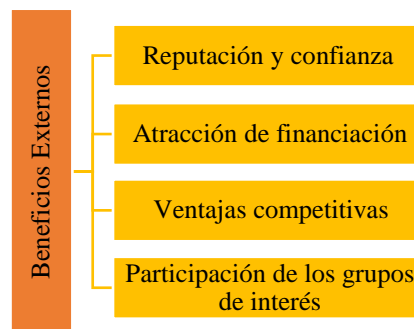 Beneficios Externos
Reputación y confianza
Atracción de financiación
Ventajas competitivas
Participación de los grupos
de interés